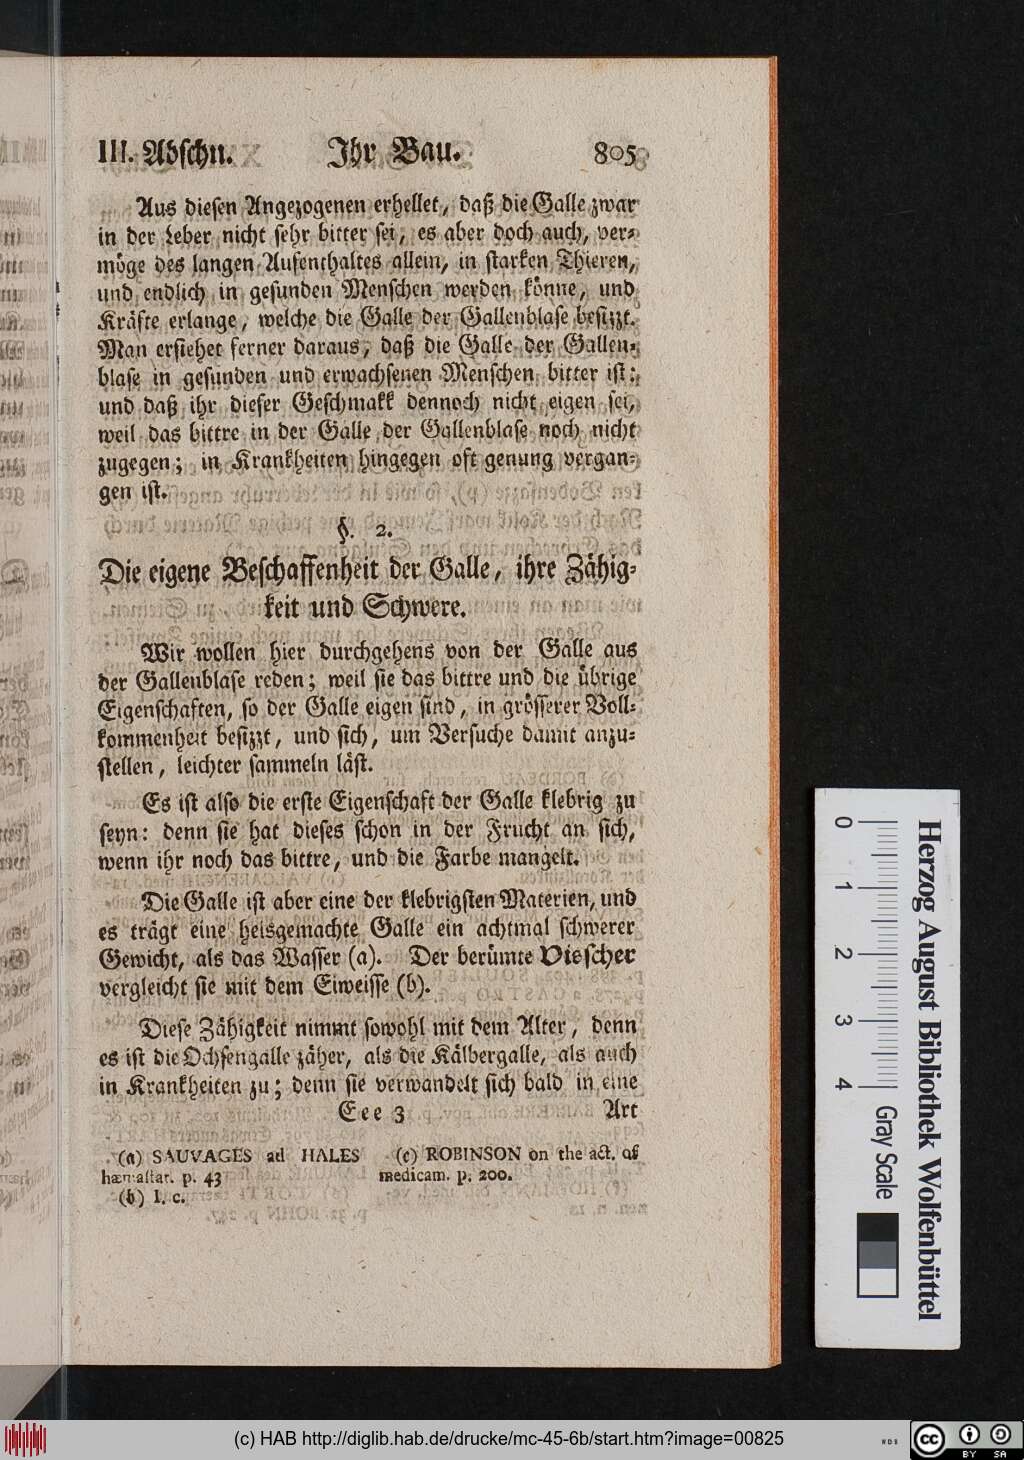 III. Abschn. Ihr Bau. 805
Aus diesen Angezogenen erhellet, daß die Galle zwar
in der Leber nicht sehr bitter sei, es aber doch auch, ver-
möge des langen Aufenthaltes allein, in starken Thieren,
und endlich in gesunden Menschen werden könne, und
Kräfte erlange, welche die Galle der Gallenblase besizzt.
Man ersiehet ferner daraus, daß die Galle der Gallen-
blase in gesunden und erwachsenen Menschen bitter ist;
und daß ihr dieser Geschmakk dennoch nicht eigen sei,
weil das bittre in der Galle der Gallenblase noch nicht
zugegen; in Krankheiten hingegen oft genung vergan-
gen ist.
§. 2.
Die eigene Beschaffenheit der Galle, ihre Zähig-
keit und Schwere.
Wir wollen hier durchgehens von der Galle aus
der Gallenblase reden; weil sie das bittre und die übrige
Eigenschaften, so der Galle eigen sind, in grösserer Voll-
kommenheit besizzt, und sich, um Versuche damit anzu-
stellen, leichter sammeln läst.
Es ist also die erste Eigenschaft der Galle klebrig zu
seyn: denn sie hat dieses schon in der Frucht an sich,
wenn ihr noch das bittre, und die Farbe mangelt.
Die Galle ist aber eine der klebrigsten Materien, und
es trägt eine heisgemachte Galle ein achtmal schwerer
Gewicht, als das Wasser (a). Der berümte Visscher
vergleicht sie mit dem Eiweisse (b).
Diese Zähigkeit nimmt sowohl mit dem Alter, denn
es ist die Ochsengalle zäher, als die Kälbergalle, als auch
in Krankheiten zu; denn sie verwandelt sich bald in eine
Eee 3 Art
(a) SAUVAGES ad HALES
hæmastat. p. 43
(b) l. c.
(c) ROBINSON on the act. of
medicam. p. 200.
0 1 2 3 4 Gray Scale
Herzog August Bibliothek Wolfenbüttel
(c) HAB http://diglib.hab.de/drucke/mc-45-6b/start.htm?image=00825
cc BY SA